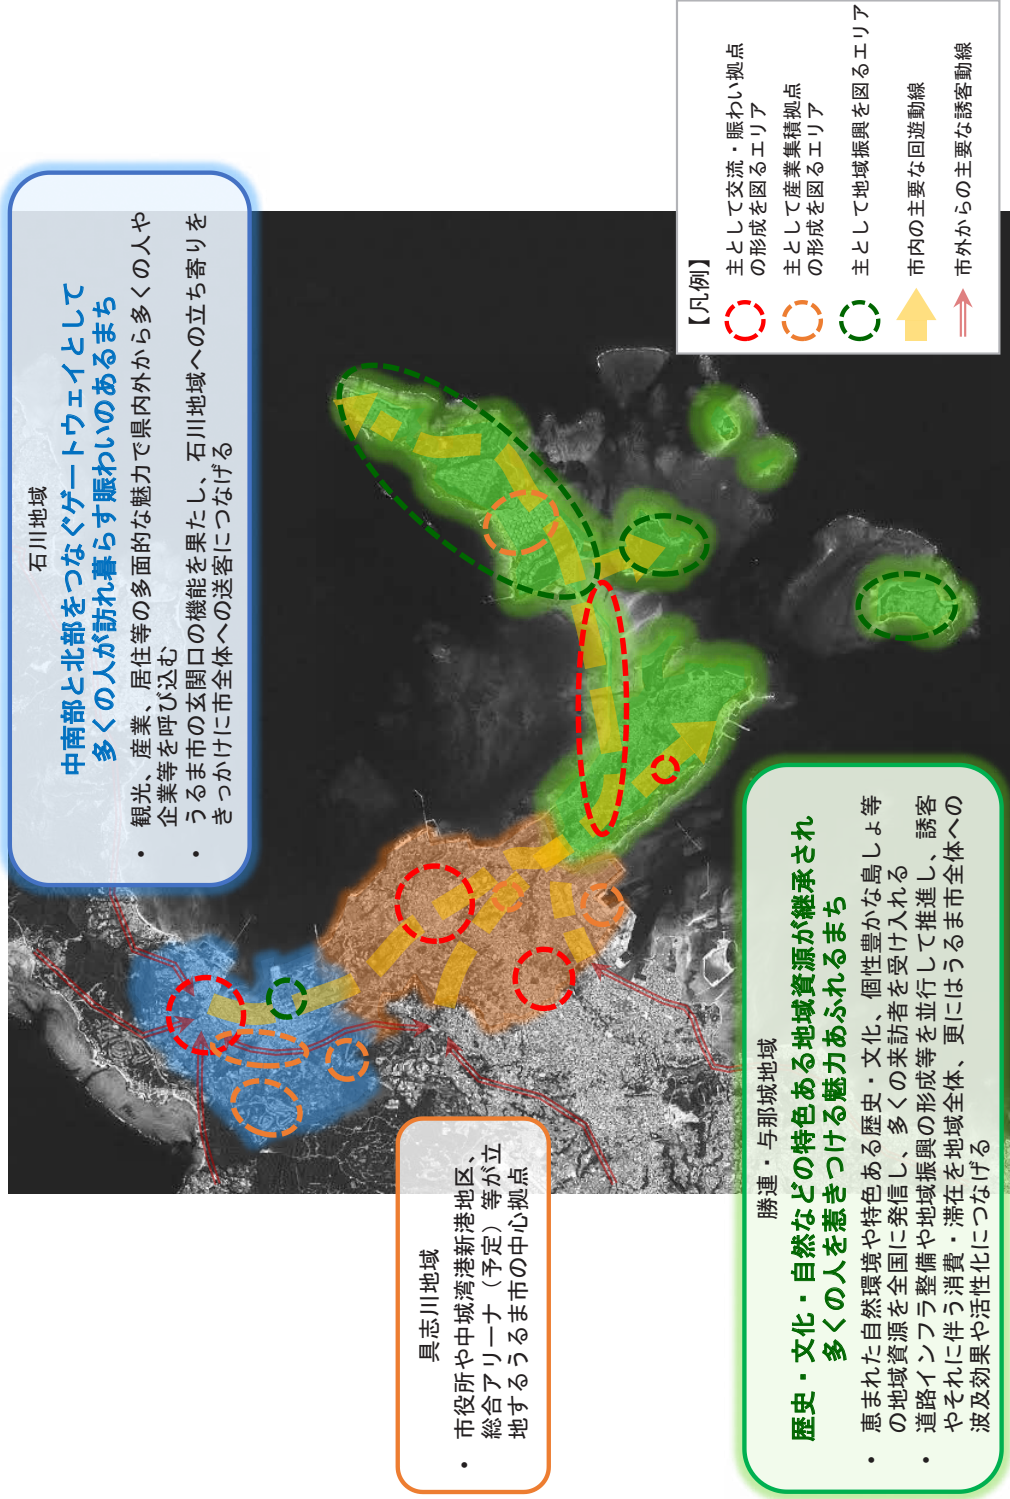 石川地域
中南部と北部をつなぐゲートウェイとして
多くの人が訪れ暮らす賑わいのあるまち
・ 観光、産業、居住等の多面的な魅力で県内外から多くの人や
企業等を呼び込む
・ うるま市の玄関口の機能を果たし、石川地域への立ち寄りを
きっかけに市全体への送客につなげる
具志川地域
・ 市役所や中城湾港新港地区、
総合アリーナ（予定）等が立
地するうるま市の中心拠点
勝連・与那城地域
歴史・文化・自然などの特色ある地域資源が継承され
多くの人を惹きつける魅力あふれるまち
・ 恵まれた自然環境や特色ある歴史・文化、個性豊かな島しょ等
の地域資源を全国に発信し、多くの来訪者を受け入れる
・ 道路インフラ整備や地域振興の形成等を並行して推進し、誘客
やそれに伴う消費・滞在を地域全体、更にはうるま市全体への
波及効果や活性化につなげる
【凡例】
主として交流・賑わい拠点
の形成を図るエリア
主として産業集積拠点
の形成を図るエリア
主として地域振興を図るエリア
市内の主要な回遊動線
市外からの主要な誘客動線